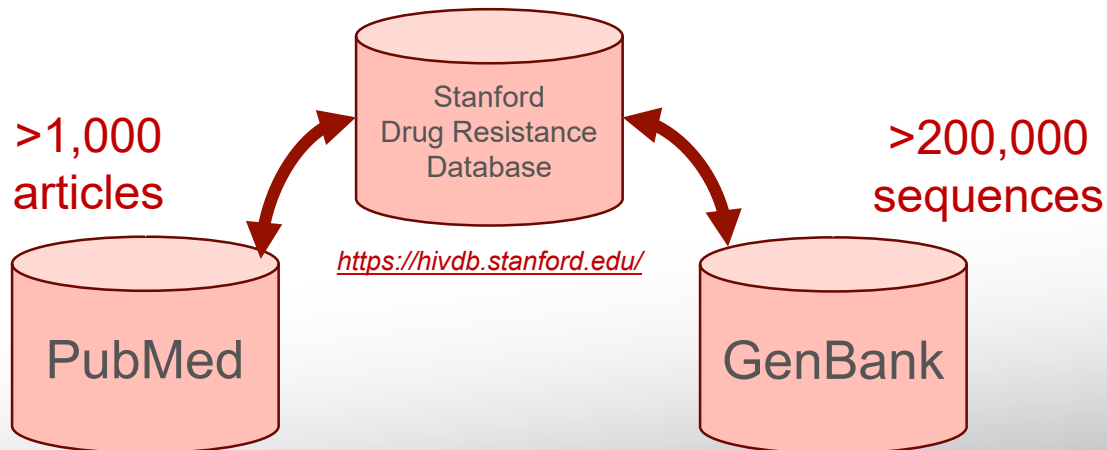 Stanford
Drug Resistance
Database
>1,000
articles
>200,000
sequences
https://hivdb.stanford.edu/
PubMed
GenBank